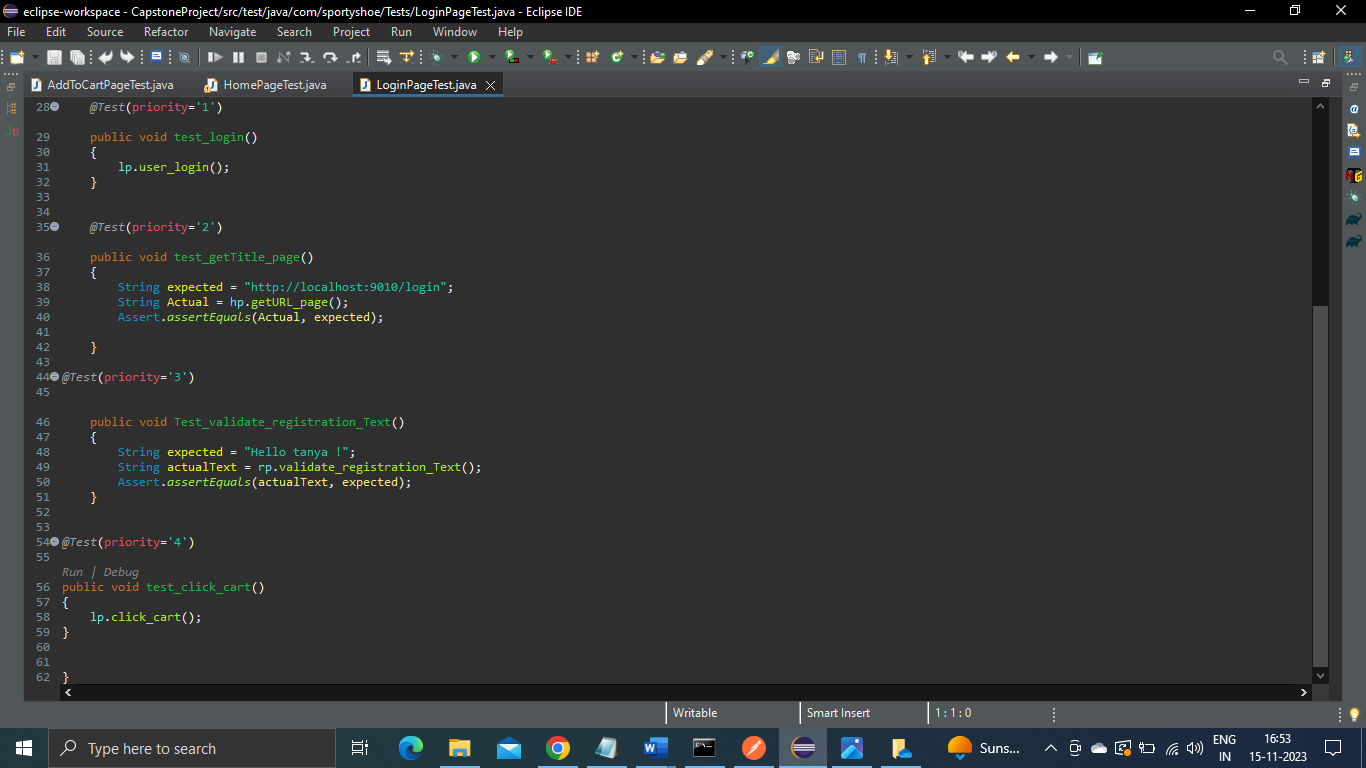 eclipse-workspace - CapstoneProject/src/test/java/com/sportyshoe/Tests/LoginPageTest.java - Eclipse IDE
File Edit Source Refactor Navigate Search Project Run Window Help
AddToCartPageTest.java HomePageTest.java LoginPageTest.java
28 @Test(priority='1')
29 public void test_login()
30 {
31 lp.user_login();
32 }
33
34
35 @Test(priority='2')
36 public void test_getTitle_page()
37 {
38 String expected = "http://localhost:9010/login";
39 String Actual = hp.getURL_page();
40 Assert.assertEquals(Actual, expected);
41
42 }
43
44 @Test(priority='3')
45
46 public void Test_validate_registration_Text()
47 {
48 String expected = "Hello tanya !";
49 String actualText = rp.validate_registration_Text();
50 Assert.assertEquals(actualText, expected);
51 }
52
53
54 @Test(priority='4')
55
Run | Debug
56 public void test_click_cart()
57 {
58 lp.click_cart();
59 }
60
61
62 }
Writable Smart Insert 1 : 1 : 0
Type here to search
Suns...
ENG
IN
16:53
15-11-2023